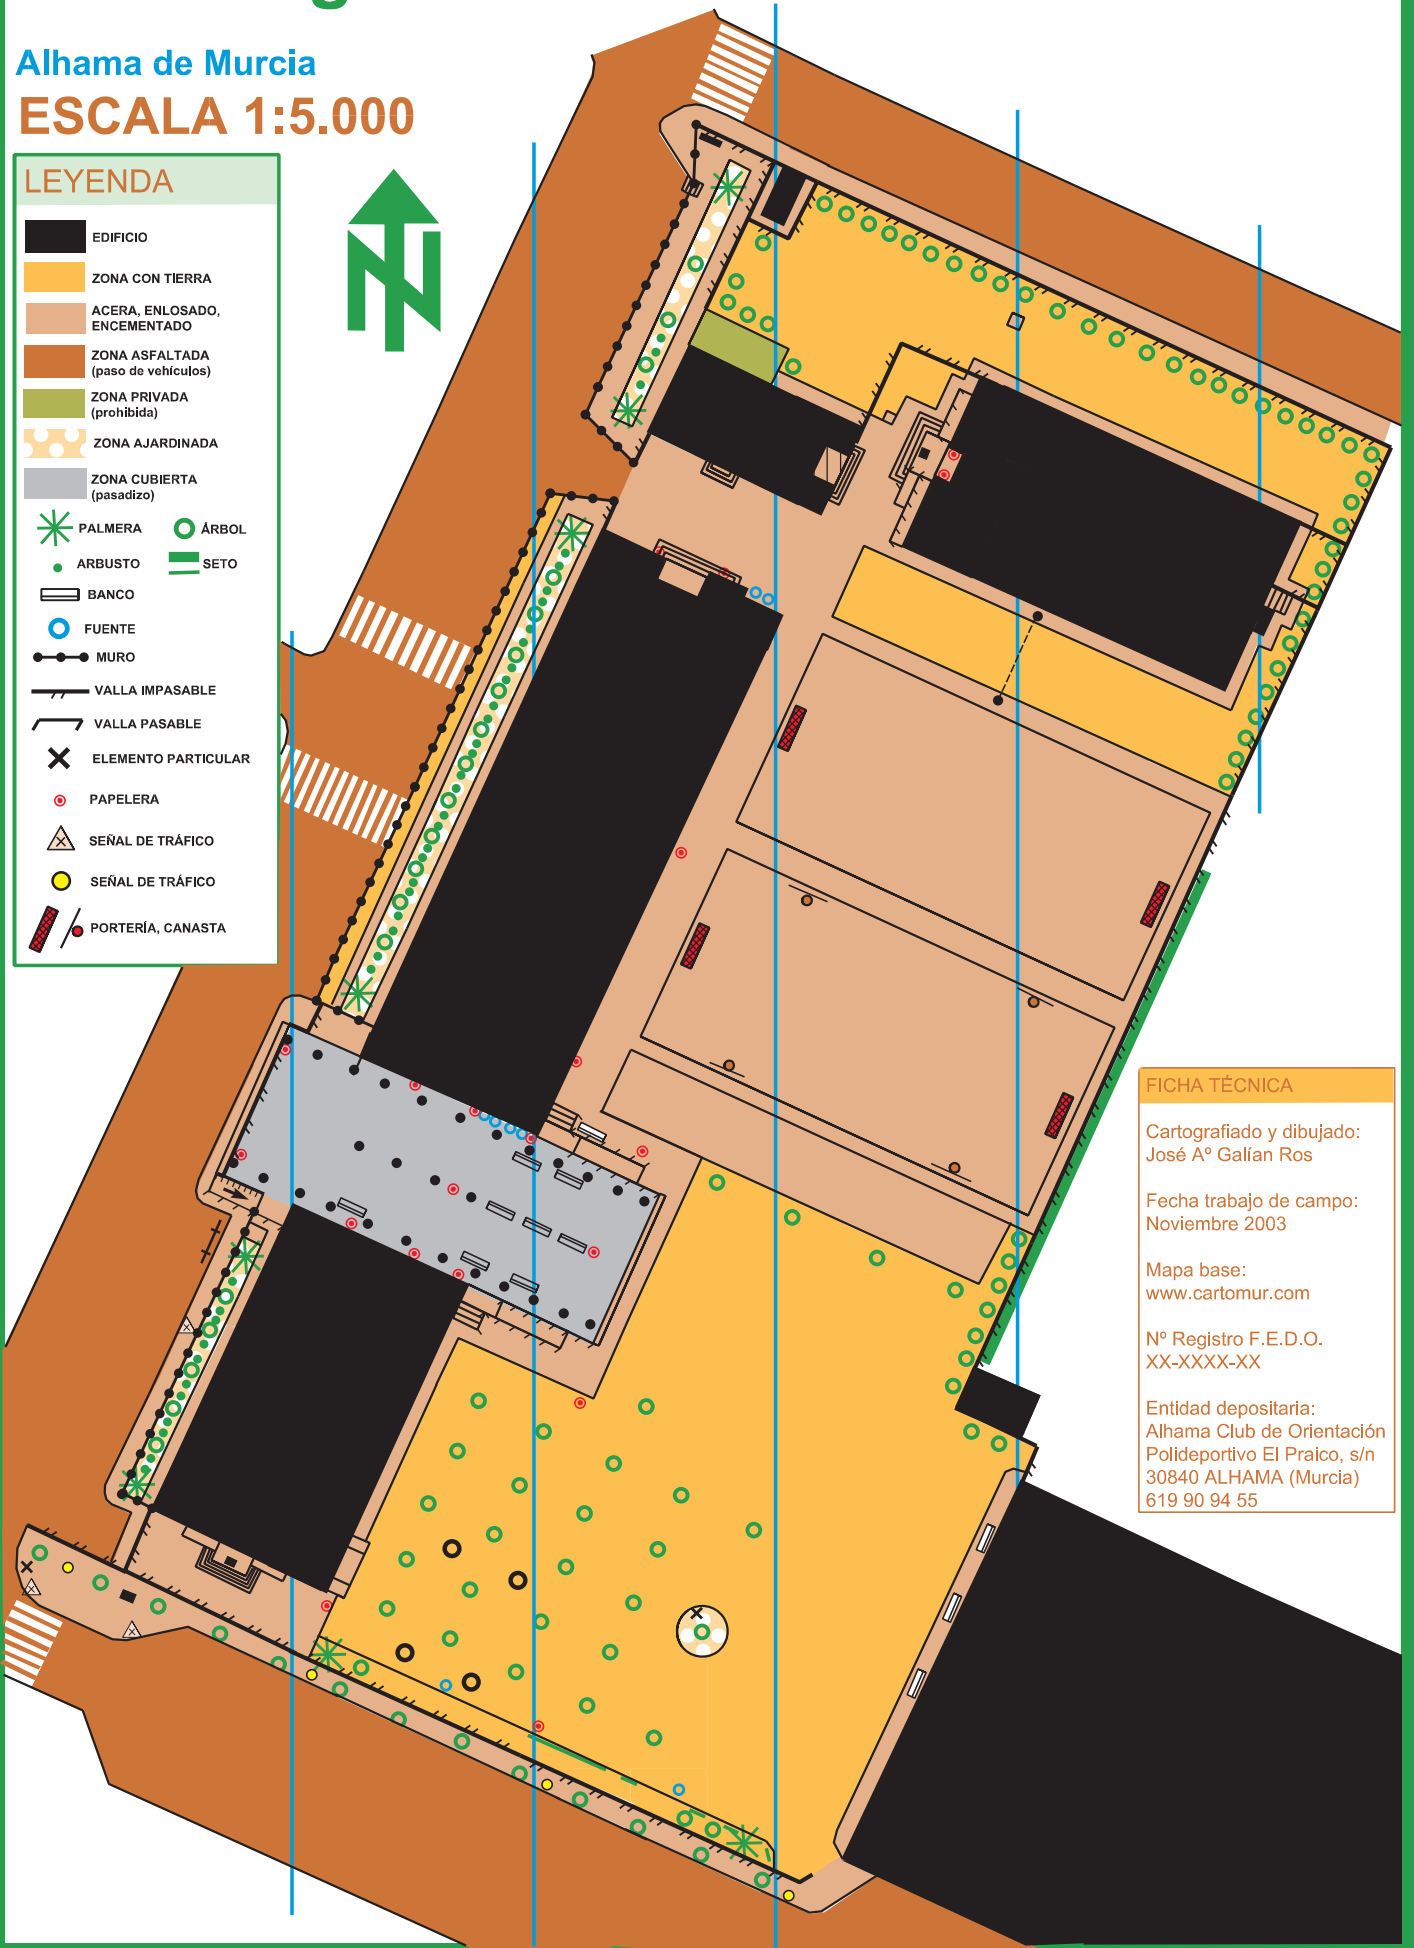 Alhama de Murcia
ESCALA 1:5.000
LEYENDA
EDIFICIO
ZONA CON TIERRA
ACERA, ENLOSADO,
ENCEMENTADO
ZONA ASFALTADA
(paso de vehículos)
ZONA PRIVADA
(prohibida)
ZONA AJARDINADA
ZONA CUBIERTA
(pasadizo)
PALMERA
ÁRBOL
ARBUSTO
SETO
BANCO
FUENTE
MURO
VALLA IMPASABLE
VALLA PASABLE
ELEMENTO PARTICULAR
PAPELERA
SEÑAL DE TRÁFICO
SEÑAL DE TRÁFICO
PORTERÍA, CANASTA
N
FICHA TÉCNICA
Cartografiado y dibujado:
José Aº Galían Ros
Fecha trabajo de campo:
Noviembre 2003
Mapa base:
www.cartomur.com
Nº Registro F.E.D.O.
XX-XXXX-XX
Entidad depositaria:
Alhama Club de Orientación
Polideportivo El Praico, s/n
30840 ALHAMA (Murcia)
619 90 94 55